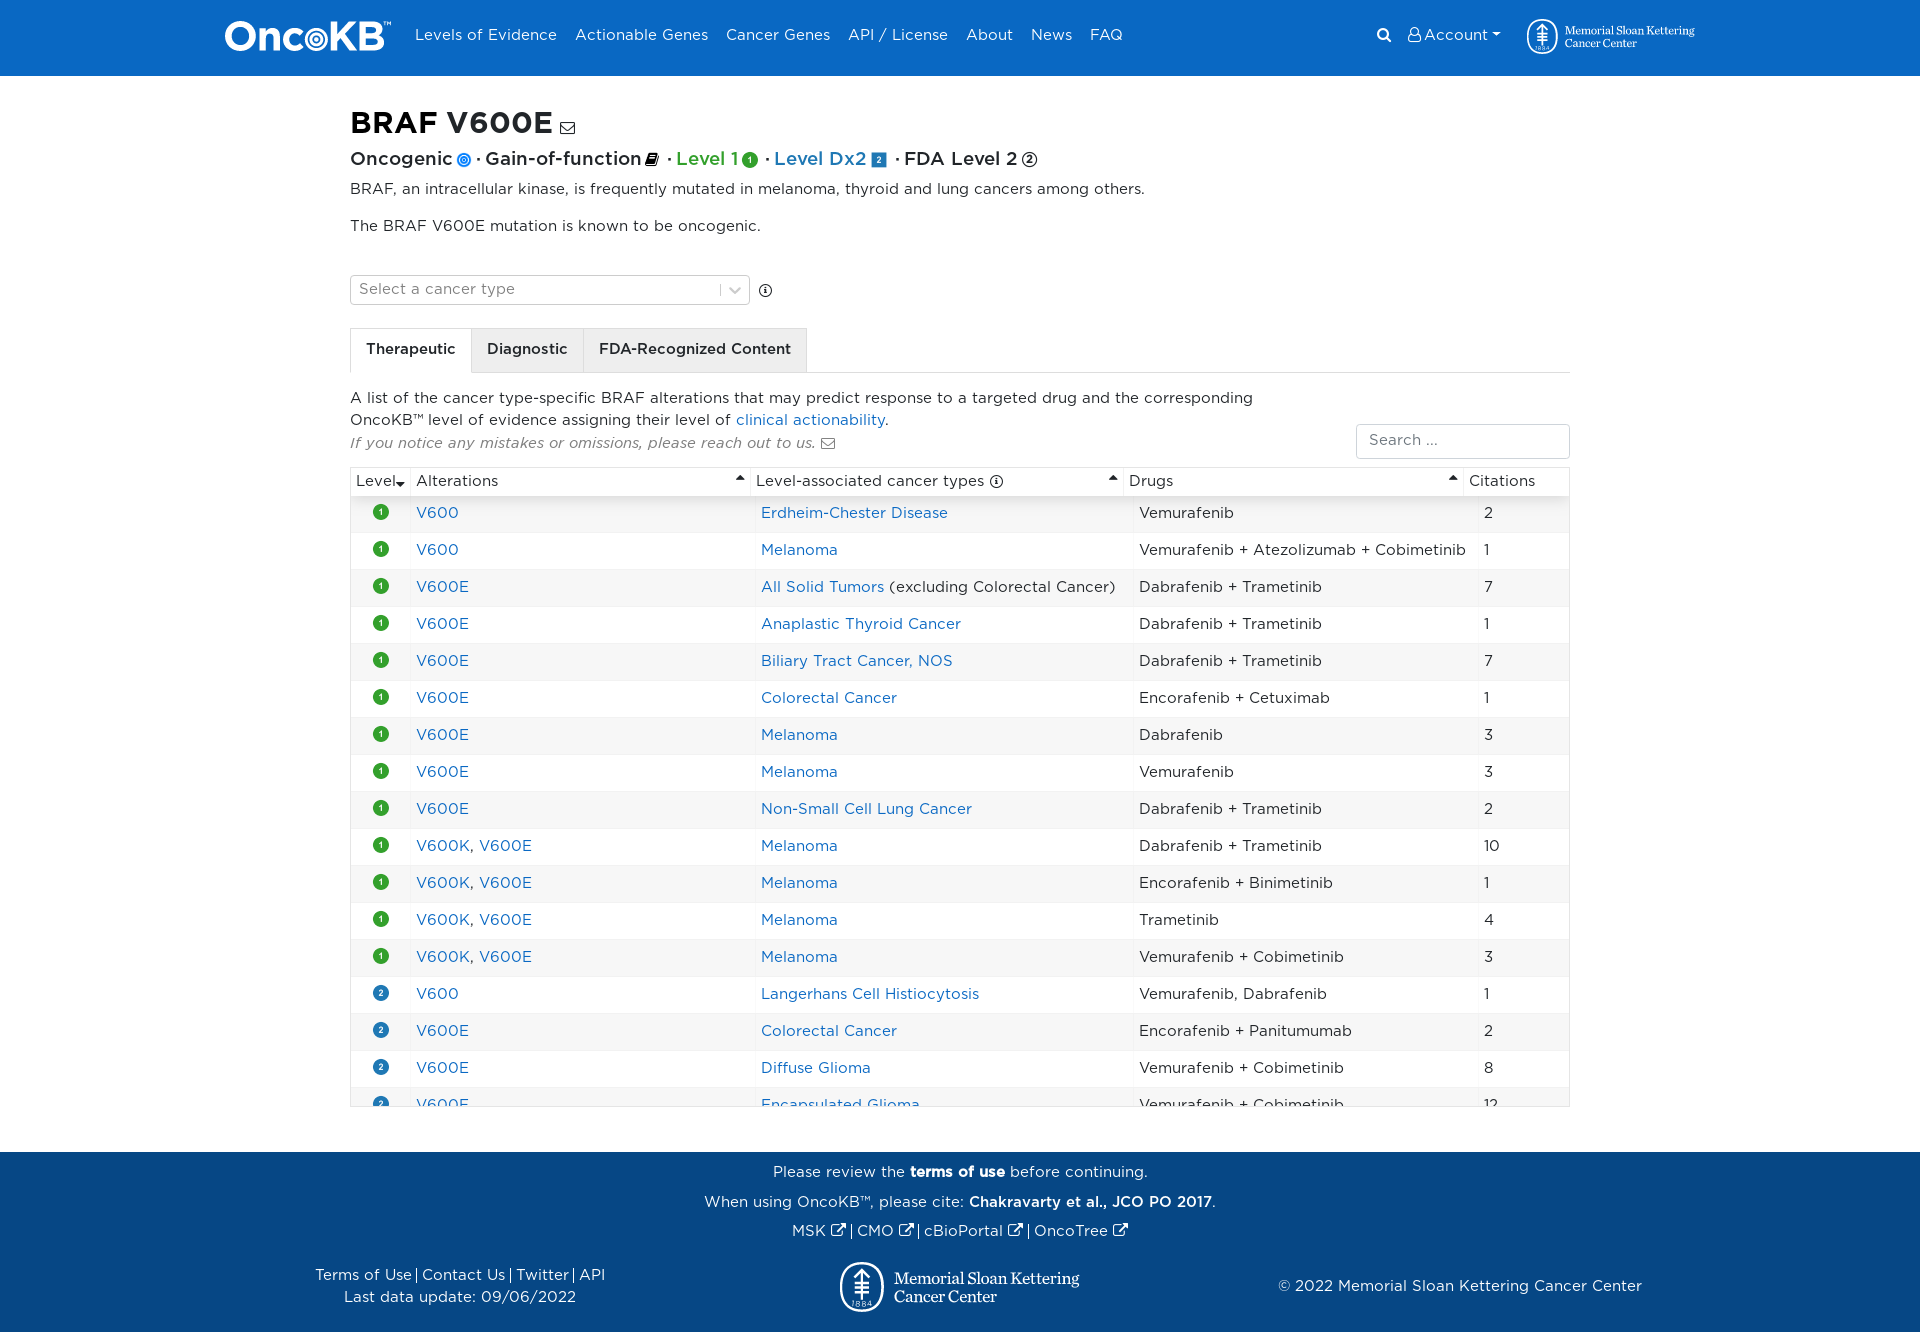 OncoKB™ Levels of Evidence Actionable Genes Cancer Genes API / License About News FAQ Account Memorial Sloan Kettering
Cancer Center
BRAF V600E
Oncogenic · Gain-of-function · Level 1 1 · Level Dx2 2 · FDA Level 2 2
BRAF, an intracellular kinase, is frequently mutated in melanoma, thyroid and lung cancers among others.
The BRAF V600E mutation is known to be oncogenic.
Select a cancer type
Therapeutic Diagnostic FDA-Recognized Content
A list of the cancer type-specific BRAF alterations that may predict response to a targeted drug and the corresponding
OncoKB™ level of evidence assigning their level of clinical actionability.
If you notice any mistakes or omissions, please reach out to us.
Search ...
Level Alterations Level-associated cancer types Drugs Citations
1 V600 Erdheim-Chester Disease Vemurafenib 2
1 V600 Melanoma Vemurafenib + Atezolizumab + Cobimetinib 1
1 V600E All Solid Tumors (excluding Colorectal Cancer) Dabrafenib + Trametinib 7
1 V600E Anaplastic Thyroid Cancer Dabrafenib + Trametinib 1
1 V600E Biliary Tract Cancer, NOS Dabrafenib + Trametinib 7
1 V600E Colorectal Cancer Encorafenib + Cetuximab 1
1 V600E Melanoma Dabrafenib 3
1 V600E Melanoma Vemurafenib 3
1 V600E Non-Small Cell Lung Cancer Dabrafenib + Trametinib 2
1 V600K, V600E Melanoma Dabrafenib + Trametinib 10
1 V600K, V600E Melanoma Encorafenib + Binimetinib 1
1 V600K, V600E Melanoma Trametinib 4
1 V600K, V600E Melanoma Vemurafenib + Cobimetinib 3
2 V600 Langerhans Cell Histiocytosis Vemurafenib, Dabrafenib 1
2 V600E Colorectal Cancer Encorafenib + Panitumumab 2
2 V600E Diffuse Glioma Vemurafenib + Cobimetinib 8
2 V600E Encapsulated Glioma Vemurafenib + Cobimetinib 12
Please review the terms of use before continuing.
When using OncoKB™, please cite: Chakravarty et al., JCO PO 2017.
MSK | CMO | cBioPortal | OncoTree
Terms of Use | Contact Us | Twitter | API
Last data update: 09/06/2022
1884 Memorial Sloan Kettering
Cancer Center
© 2022 Memorial Sloan Kettering Cancer Center